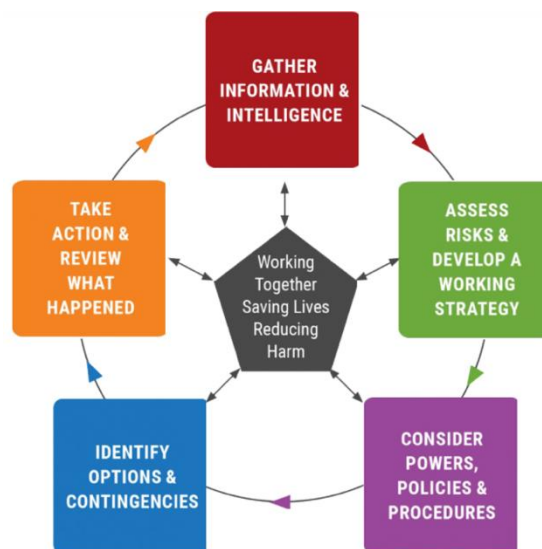 GATHER
INFORMATION &
INTELLIGENCE
ASSESS
RISKS &
DEVELOP A
WORKING
STRATEGY
CONSIDER
POWERS,
POLICIES &
PROCEDURES
IDENTIFY
OPTIONS &
CONTINGENCIES
TAKE
ACTION &
REVIEW
WHAT
HAPPENED
Working
Together
Saving Lives
Reducing
Harm